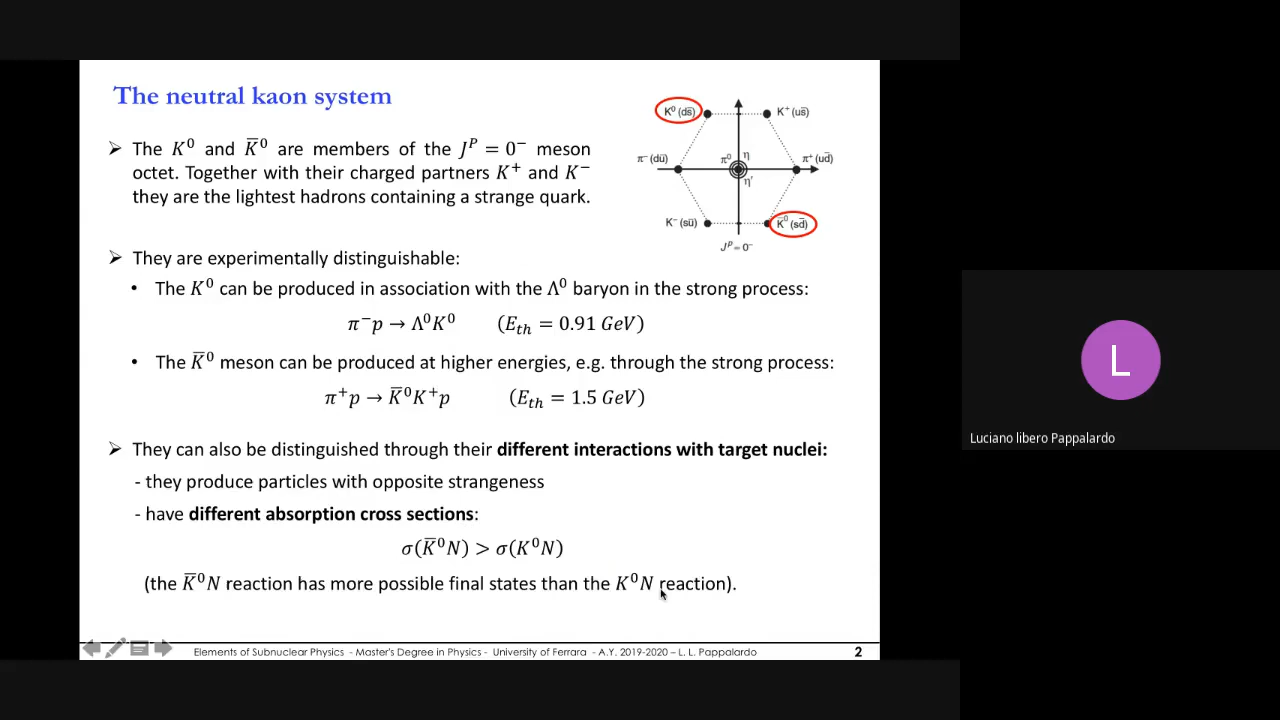 The neutral kaon system
➢ The K⁰ and K̅⁰ are members of the Jᴾ = 0⁻ meson
octet. Together with their charged partners K⁺ and K⁻
they are the lightest hadrons containing a strange quark.
K⁰ (ds̅)
K⁺ (us̅)
π⁻ (du̅)
π⁰
η
η'
π⁺ (ud̅)
K⁻ (su̅)
K̅⁰ (sd̅)
Jᴾ = 0⁻
➢ They are experimentally distinguishable:
• The K⁰ can be produced in association with the Λ⁰ baryon in the strong process:
π⁻p → Λ⁰K⁰ (E_th = 0.91 GeV)
• The K̅⁰ meson can be produced at higher energies, e.g. through the strong process:
π⁺p → K̅⁰K⁺p (E_th = 1.5 GeV)
➢ They can also be distinguished through their different interactions with target nuclei:
- they produce particles with opposite strangeness
- have different absorption cross sections:
σ(K̅⁰N) > σ(K⁰N)
(the K̅⁰N reaction has more possible final states than the K⁰N reaction).
Elements of Subnuclear Physics - Master's Degree in Physics - University of Ferrara - A.Y. 2019-2020 – L. L. Pappalardo
2
L
Luciano libero Pappalardo